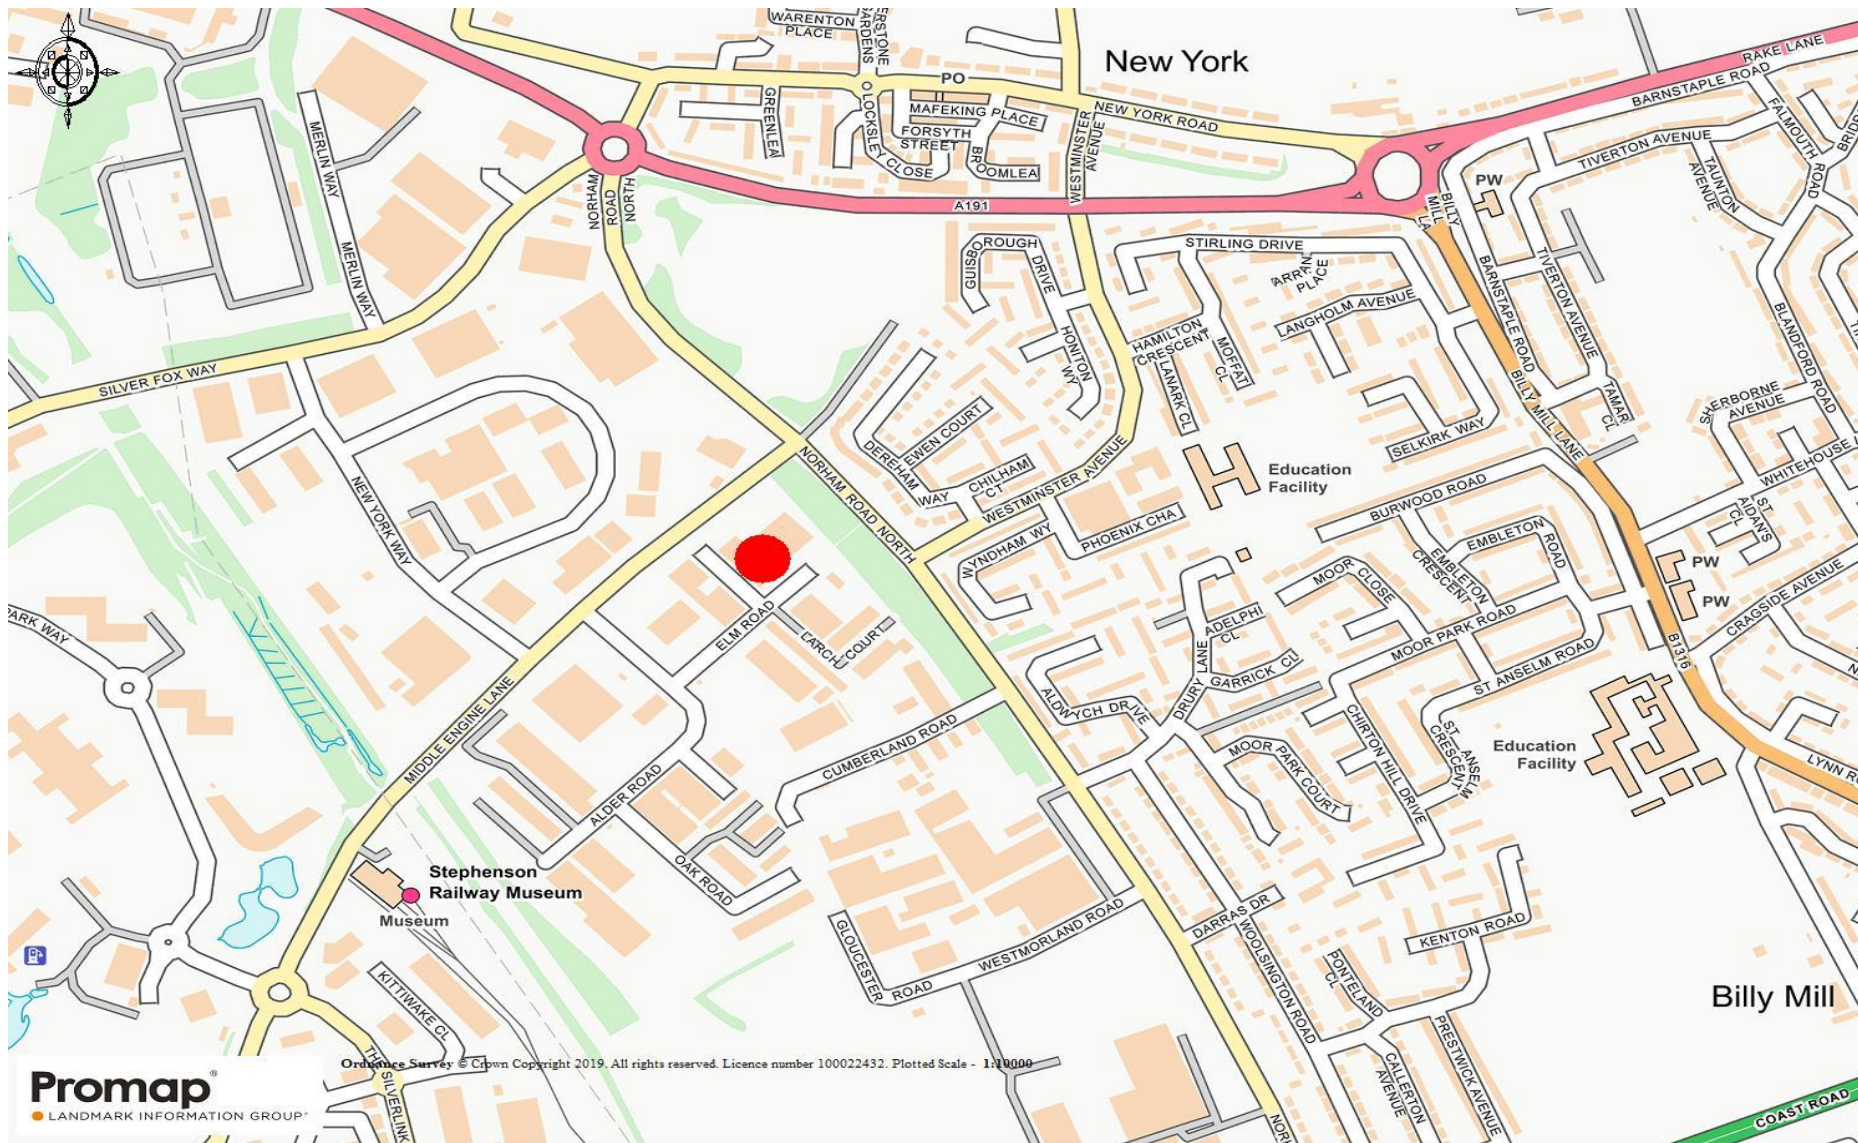 WARENTON
PLACE
GARDENS
New York
RAKE LANE
BARNSTAPLE ROAD
PO
GREENLEA
LOCKSLEY CLOSE
MAFEKING PLACE
FORSYTH
STREET
BROOMLEA
WESTMINSTER
AVENUE
NEW YORK ROAD
FALMOUTH ROAD
TIVERTON AVENUE
TAUNTON
AVENUE
MERLIN WAY
MERLIN WAY
NORHAM
ROAD
NORTH
A191
BILLY
MILL
LA
PW
GUISBOROUGH
DRIVE
STIRLING DRIVE
ARRAN
PLACE
LANGHOLM AVENUE
BARNSTAPLE ROAD
TIVERTON AVENUE
BLANDFORD ROAD
HONITON
WY
HAMILTON
CRESCENT
MOFFAT
CL
LANARK CL
SILVER FOX WAY
BILLY MILL LANE
TAMAR
CL
SHERBORNE
AVENUE
SELKIRK WAY
WHITEHOUSE
EWEN COURT
DEREHAM
WAY
CHILHAM
CT
WESTMINSTER AVENUE
Education
Facility
NORHAM ROAD NORTH
NEW YORK WAY
WYNDHAM WY
PHOENIX CHA
BURWOOD ROAD
ST
AIDAN'S
CL
EMBLETON
ROAD
EMBLETON
CRESCENT
MOOR
CLOSE
PW
PW
CRAGSIDE AVENUE
PARK WAY
ELM ROAD
LARCH COURT
ADELPHI
CL
MOOR PARK ROAD
B1316
DRURY LANE
GARRICK CL
ST ANSELM ROAD
ALDWYCH DRIVE
MIDDLE ENGINE LANE
CUMBERLAND ROAD
CHIRTON HILL DRIVE
ST ANSELM
CRESCENT
Education
Facility
MOOR PARK COURT
LYNN RO
ALDER ROAD
OAK ROAD
Stephenson
Railway Museum
Museum
GLOUCESTER
ROAD
WESTMORLAND ROAD
DARRAS DR
WOOLSINGTON ROAD
KENTON ROAD
PONTELAND
CL
KITTIWAKE CL
Billy Mill
PRESTWICK AVENUE
CALLERTON
AVENUE
THE SILVERLINK
NOR
COAST ROAD
Ordnance Survey © Crown Copyright 2019. All rights reserved. Licence number 100022432. Plotted Scale - 1:10000
Promap®
LANDMARK INFORMATION GROUP®